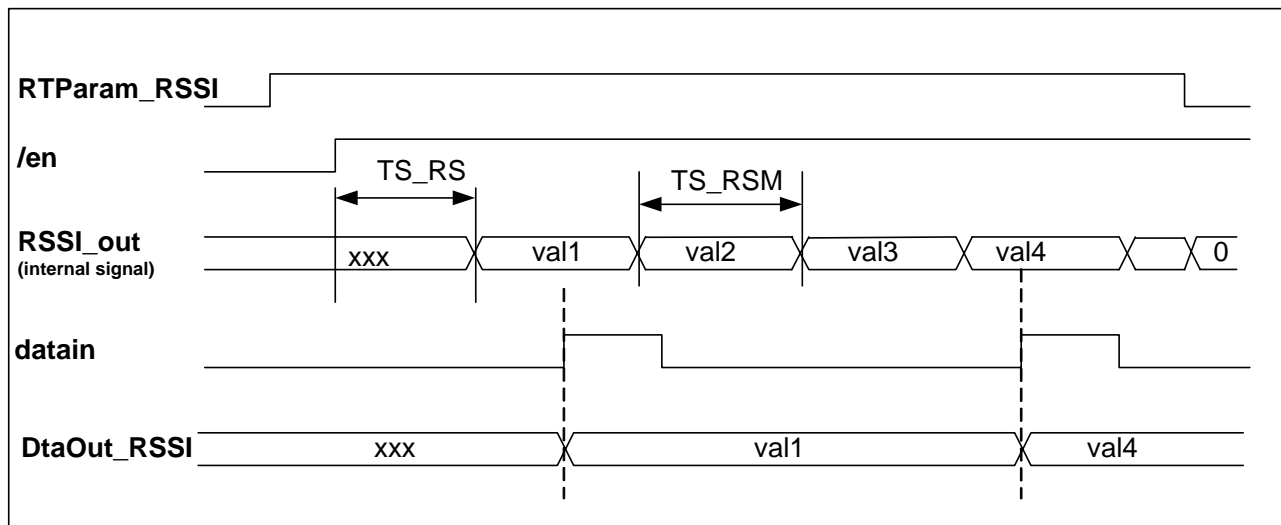 RTParam_RSSI
/en
TS_RS
TS_RSM
RSSI_out
(internal signal)
xxx val1 val2 val3 val4 0
datain
DtaOut_RSSI
xxx val1 val4